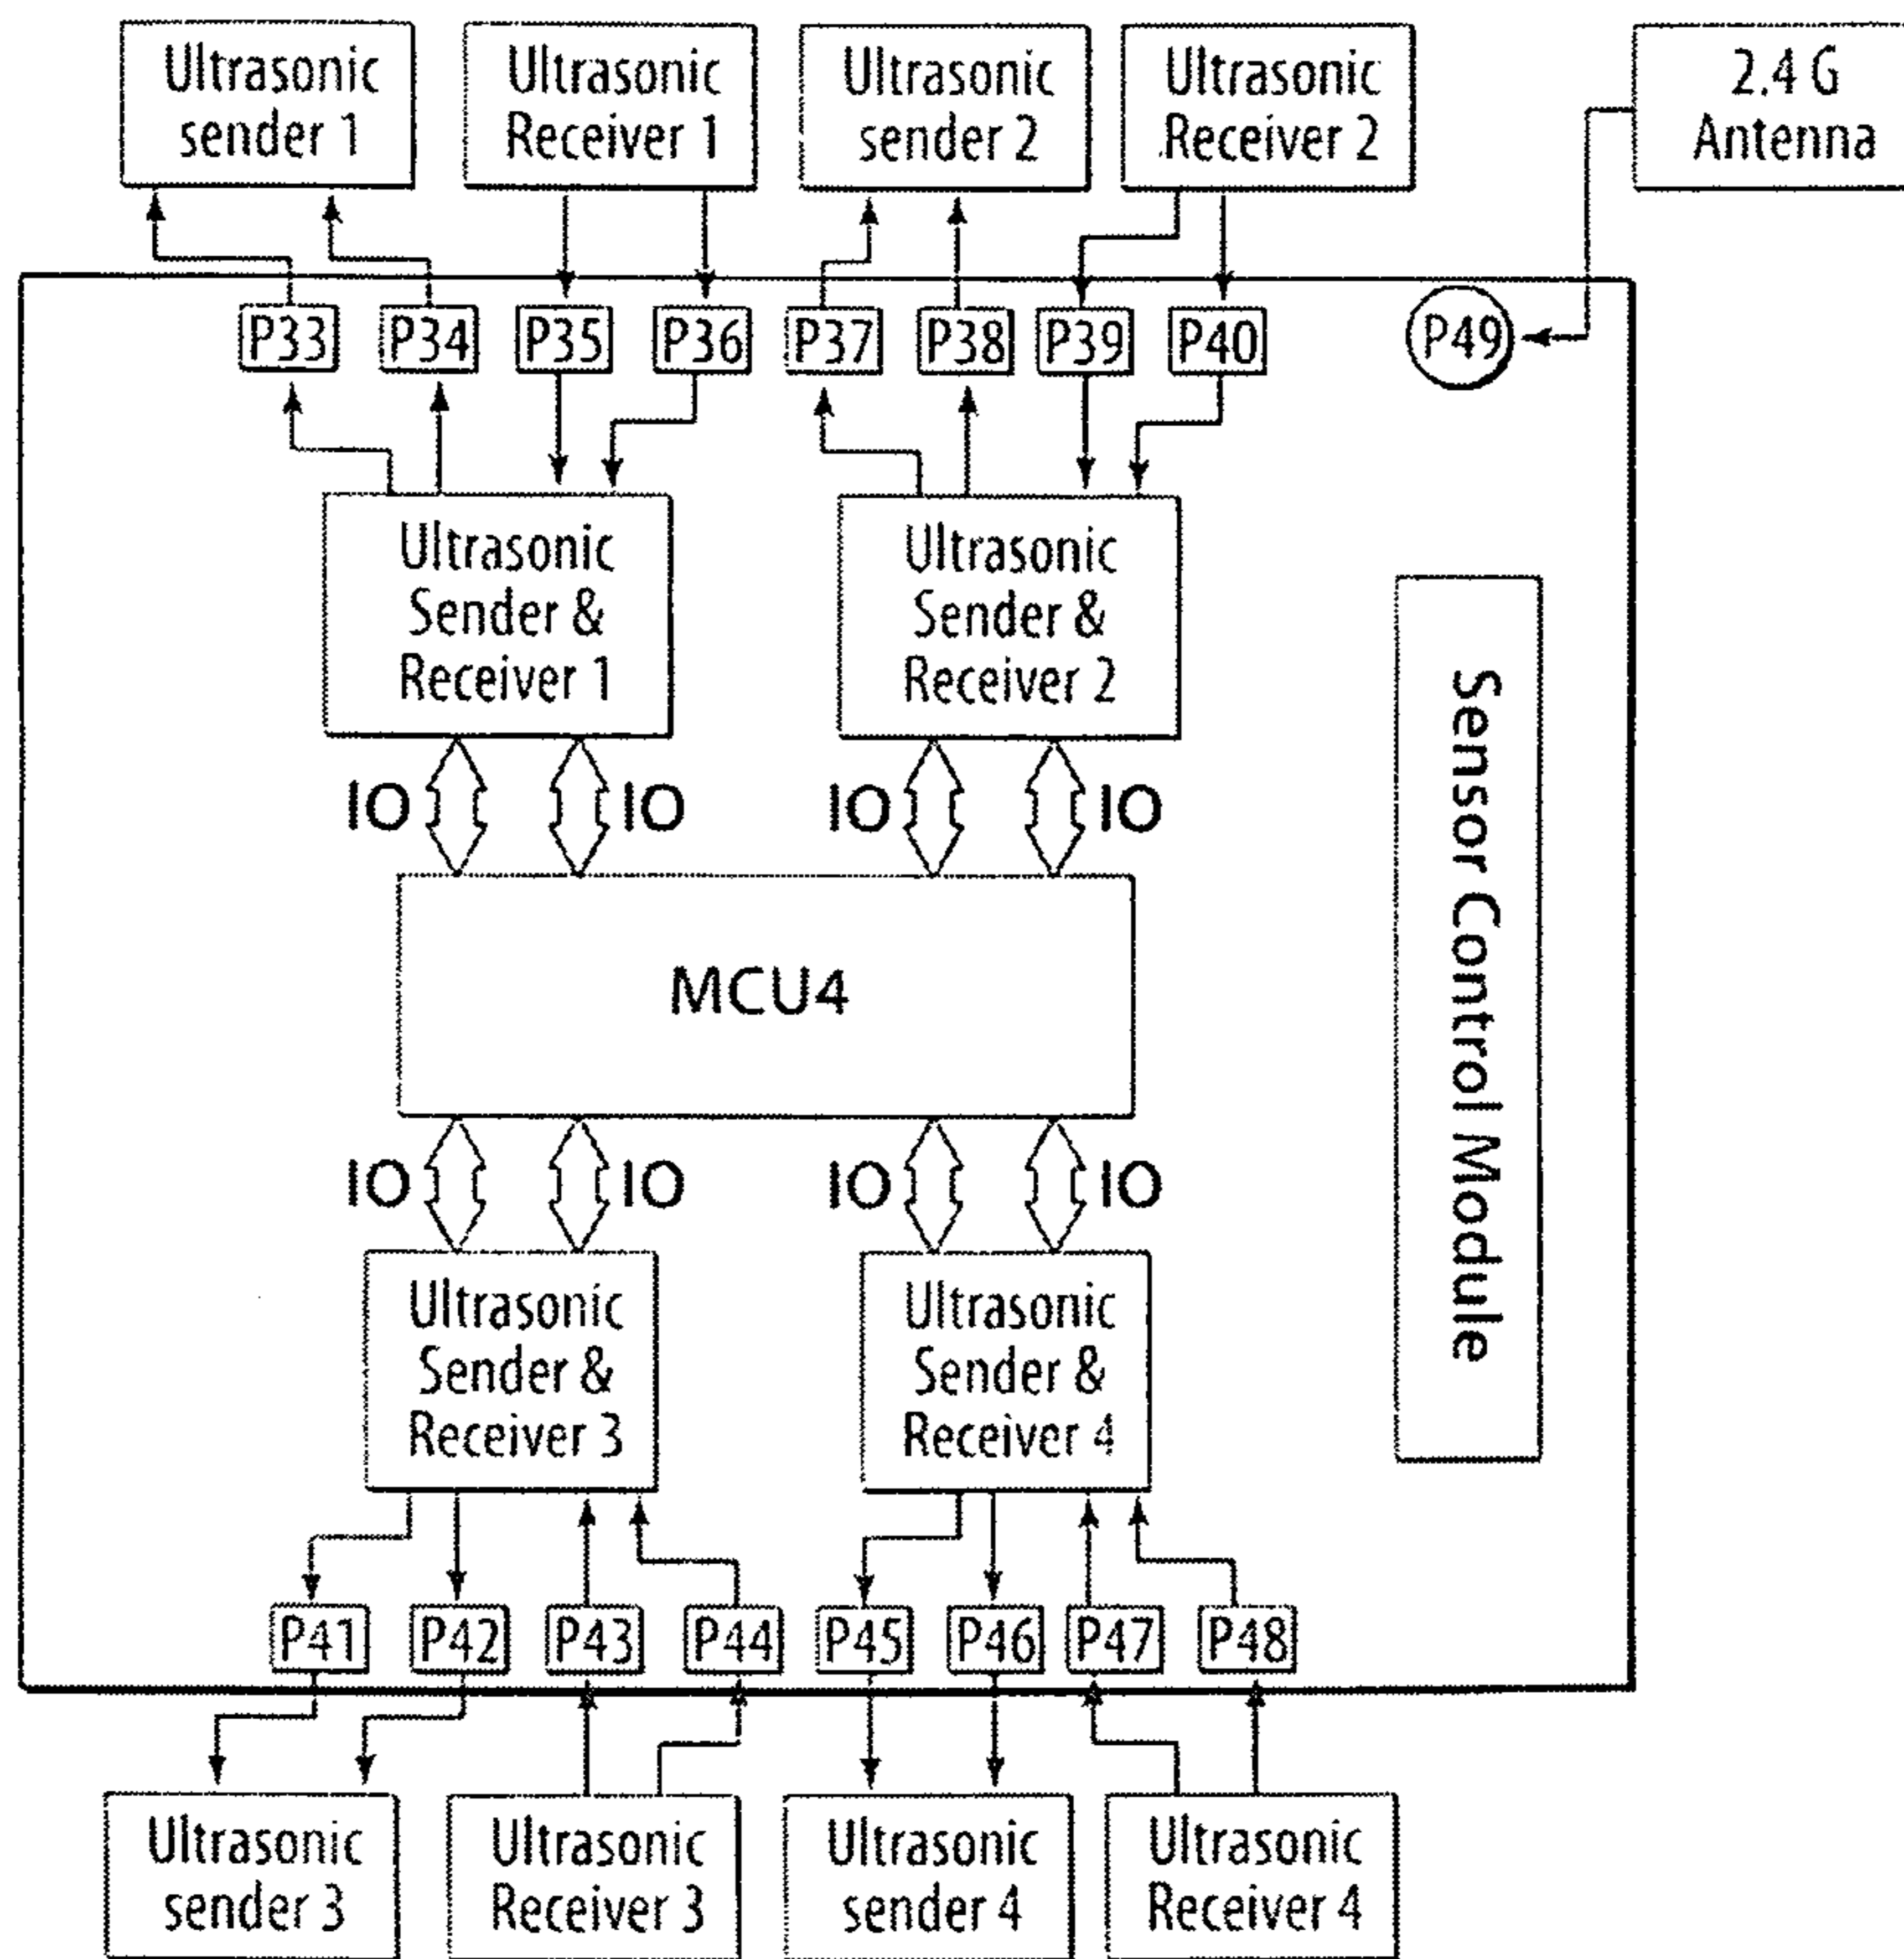 Ultrasonic
sender 1
Ultrasonic
Receiver 1
Ultrasonic
sender 2
Ultrasonic
Receiver 2
2.4 G
Antenna
P33
P34
P35
P36
P37
P38
P39
P40
P49
Ultrasonic
Sender &
Receiver 1
Ultrasonic
Sender &
Receiver 2
IO
IO
IO
IO
MCU4
Sensor Control Module
IO
IO
IO
IO
Ultrasonic
Sender &
Receiver 3
Ultrasonic
Sender &
Receiver 4
P41
P42
P43
P44
P45
P46
P47
P48
Ultrasonic
sender 3
Ultrasonic
Receiver 3
Ultrasonic
sender 4
Ultrasonic
Receiver 4